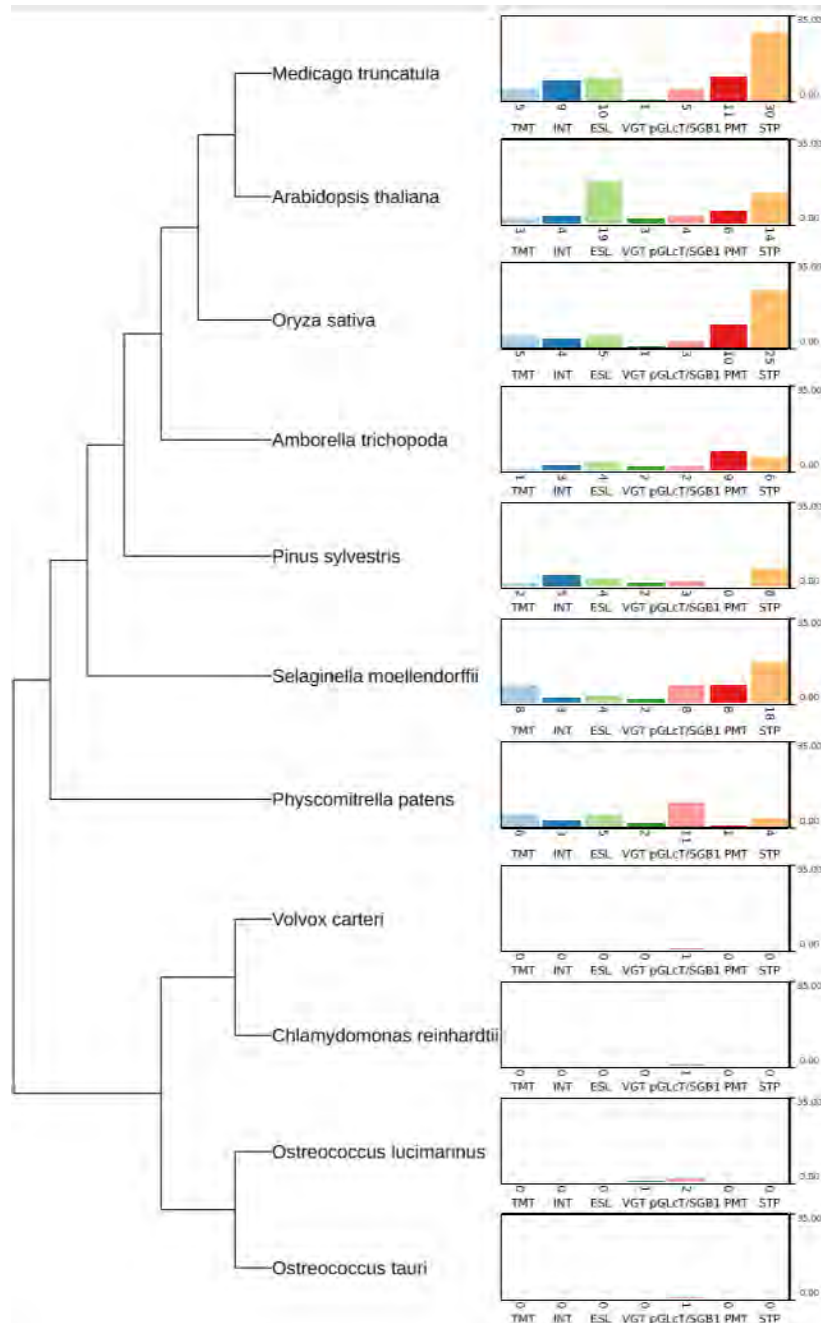 35.00
Medicago truncatula
0.00
5 9 10 1 5 11 30
TMT INT ESL VGT pGLcT/SGB1 PMT STP
35.00
Arabidopsis thaliana
0.00
3 4 19 3 4 6 14
TMT INT ESL VGT pGLcT/SGB1 PMT STP
35.00
Oryza sativa
0.00
5 4 5 1 3 10 25
TMT INT ESL VGT pGLcT/SGB1 PMT STP
35.00
Amborella trichopoda
0.00
1 3 4 2 2 9 6
TMT INT ESL VGT pGLcT/SGB1 PMT STP
35.00
Pinus sylvestris
0.00
2 5 4 2 3 0 8
TMT INT ESL VGT pGLcT/SGB1 PMT STP
35.00
Selaginella moellendorffii
0.00
8 3 4 2 8 8 18
TMT INT ESL VGT pGLcT/SGB1 PMT STP
35.00
Physcomitrella patens
0.00
6 3 5 2 11 1 4
TMT INT ESL VGT pGLcT/SGB1 PMT STP
35.00
Volvox carteri
0.00
0 0 0 0 0 0
TMT INT ESL VGT pGLcT/SGB1 PMT STP
35.00
Chlamydomonas reinhardtii
0.00
0 0 0 0 1 0 0
TMT INT ESL VGT pGLcT/SGB1 PMT STP
35.00
Ostreococcus lucimarinus
0.00
0 0 0 1 2 0 0
TMT INT ESL VGT pGLcT/SGB1 PMT STP
35.00
Ostreococcus tauri
0.00
0 0 0 0 1 0 0
TMT INT ESL VGT pGLcT/SGB1 PMT STP